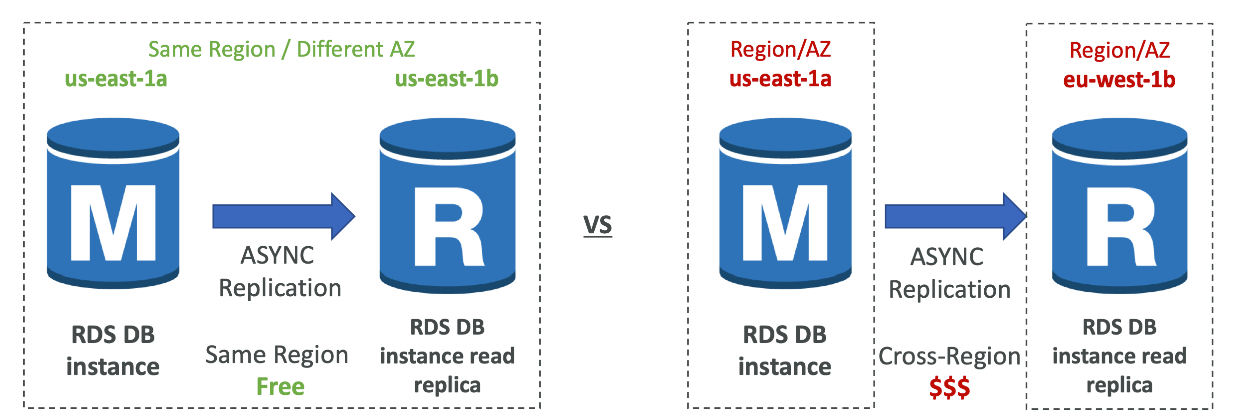 Same Region / Different AZ
us-east-1a
us-east-1b
M
R
ASYNC
Replication
RDS DB
instance
Same Region
Free
RDS DB
instance read
replica
vs
Region/AZ
us-east-1a
Region/AZ
eu-west-1b
M
R
ASYNC
Replication
RDS DB
instance
Cross-Region
$$$
RDS DB
instance read
replica